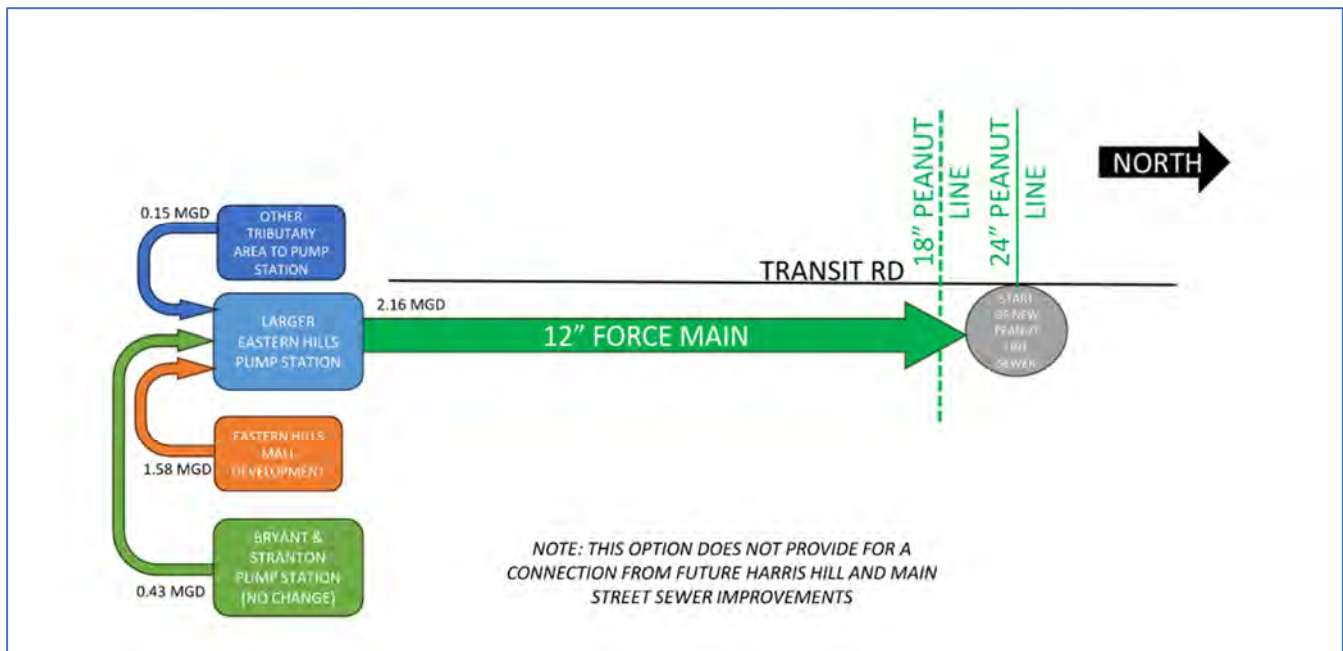 18" PEANUT
LINE
24" PEANUT
LINE
NORTH
0.15 MGD
OTHER
TRIBUTARY
AREA TO PUMP
STATION
TRANSIT RD
LARGER
EASTERN HILLS
PUMP STATION
2.16 MGD
12" FORCE MAIN
START
OF NEW
PEANUT
LINE
SEWER
EASTERN HILLS
MALL
DEVELOPMENT
1.58 MGD
BRYANT &
STRANTON
PUMP STATION
(NO CHANGE)
0.43 MGD
NOTE: THIS OPTION DOES NOT PROVIDE FOR A
CONNECTION FROM FUTURE HARRIS HILL AND MAIN
STREET SEWER IMPROVEMENTS